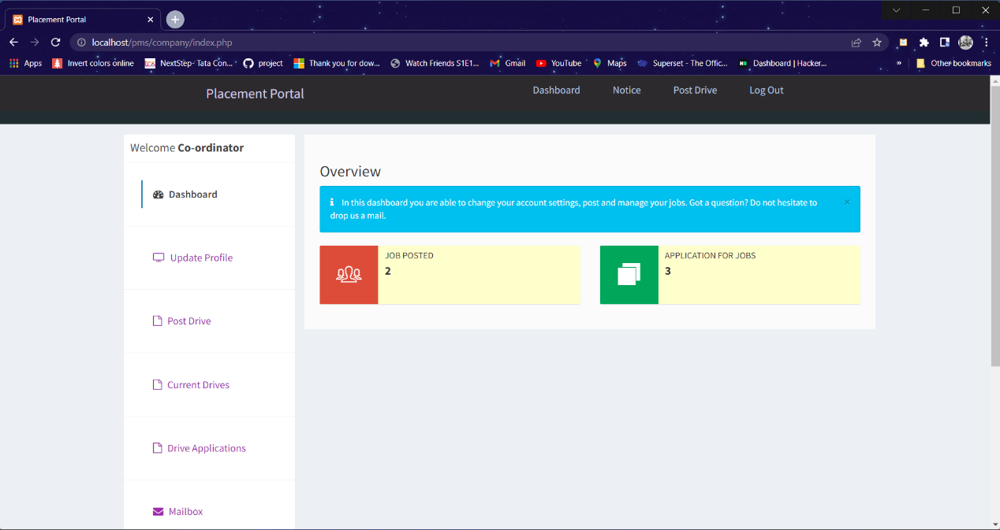 Placement Portal
localhost/pms/company/index.php
Apps Invert colors online NextStep- Tata Con... project Thank you for dow... Watch Friends S1E1... Gmail YouTube Maps Superset - The Offic... Dashboard | Hacker... » Other bookmarks
Placement Portal Dashboard Notice Post Drive Log Out
Welcome Co-ordinator
Dashboard
Update Profile
Post Drive
Current Drives
Drive Applications
Mailbox
Overview
In this dashboard you are able to change your account settings, post and manage your jobs. Got a question? Do not hesitate to
drop us a mail.
JOB POSTED
2
APPLICATION FOR JOBS
3